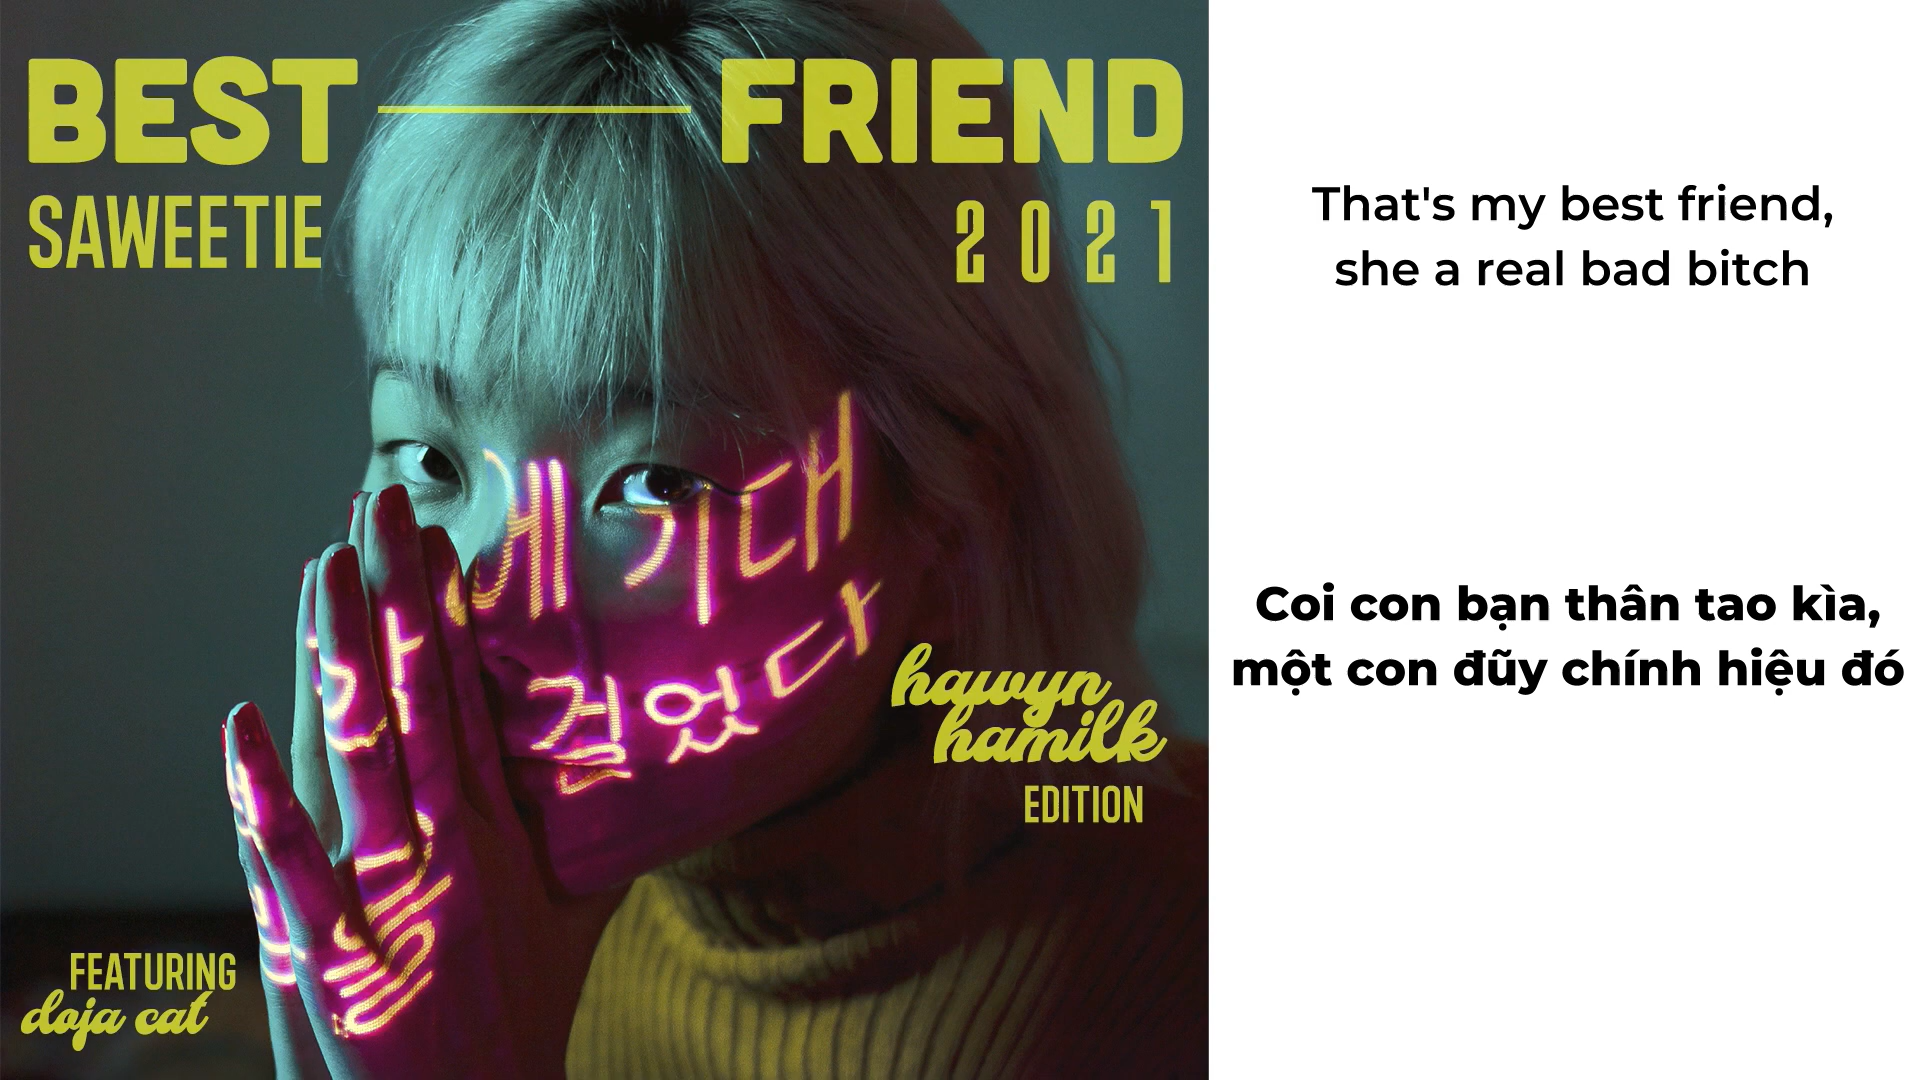 BEST FRIEND
SAWEETIE
2021
에 기대
걸었다
hawyn
hamilk
EDITION
FEATURING
doja cat
That's my best friend,
she a real bad bitch
Coi con bạn thân tao kìa,
một con đũy chính hiệu đó